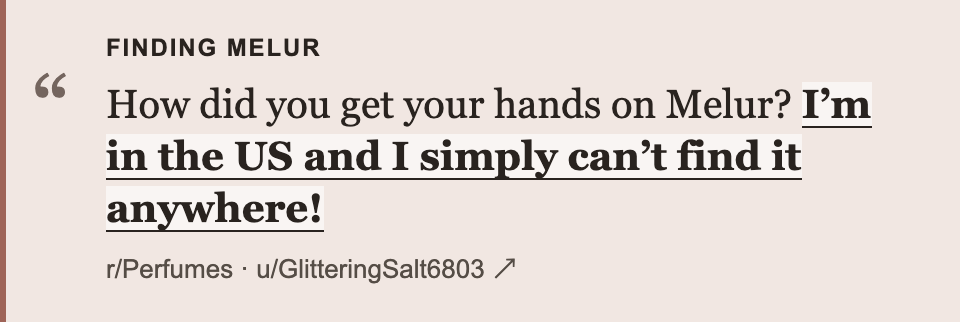 FINDING MELUR
“
How did you get your hands on Melur? I’m
in the US and I simply can’t find it
anywhere!
r/Perfumes · u/GlitteringSalt6803 ↗